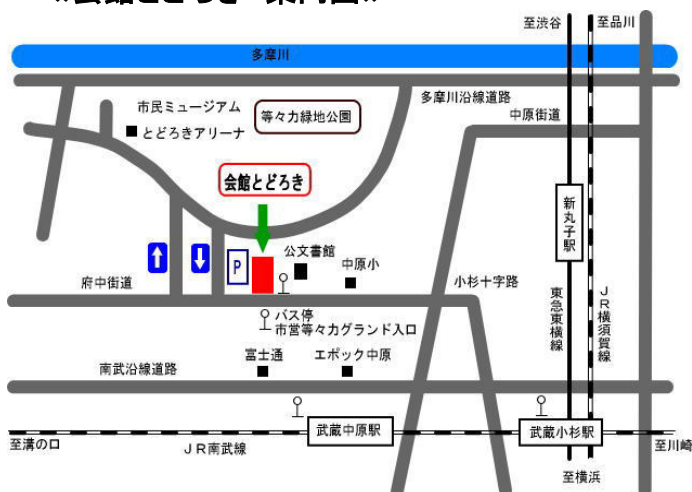 ≪会館とどろき 案内図≫
至渋谷
至品川
多摩川
多摩川沿線道路
中原街道
市民ミュージアム
とどろきアリーナ
等々力緑地公園
会館とどろき
新丸子駅
P
公文書館
中原小
府中街道
小杉十字路
東急東横線
JR横須賀線
バス停
市営等々力グランド入口
富士通
エポック中原
南武沿線道路
武蔵中原駅
武蔵小杉駅
至溝の口
JR南武線
至川崎
至横浜